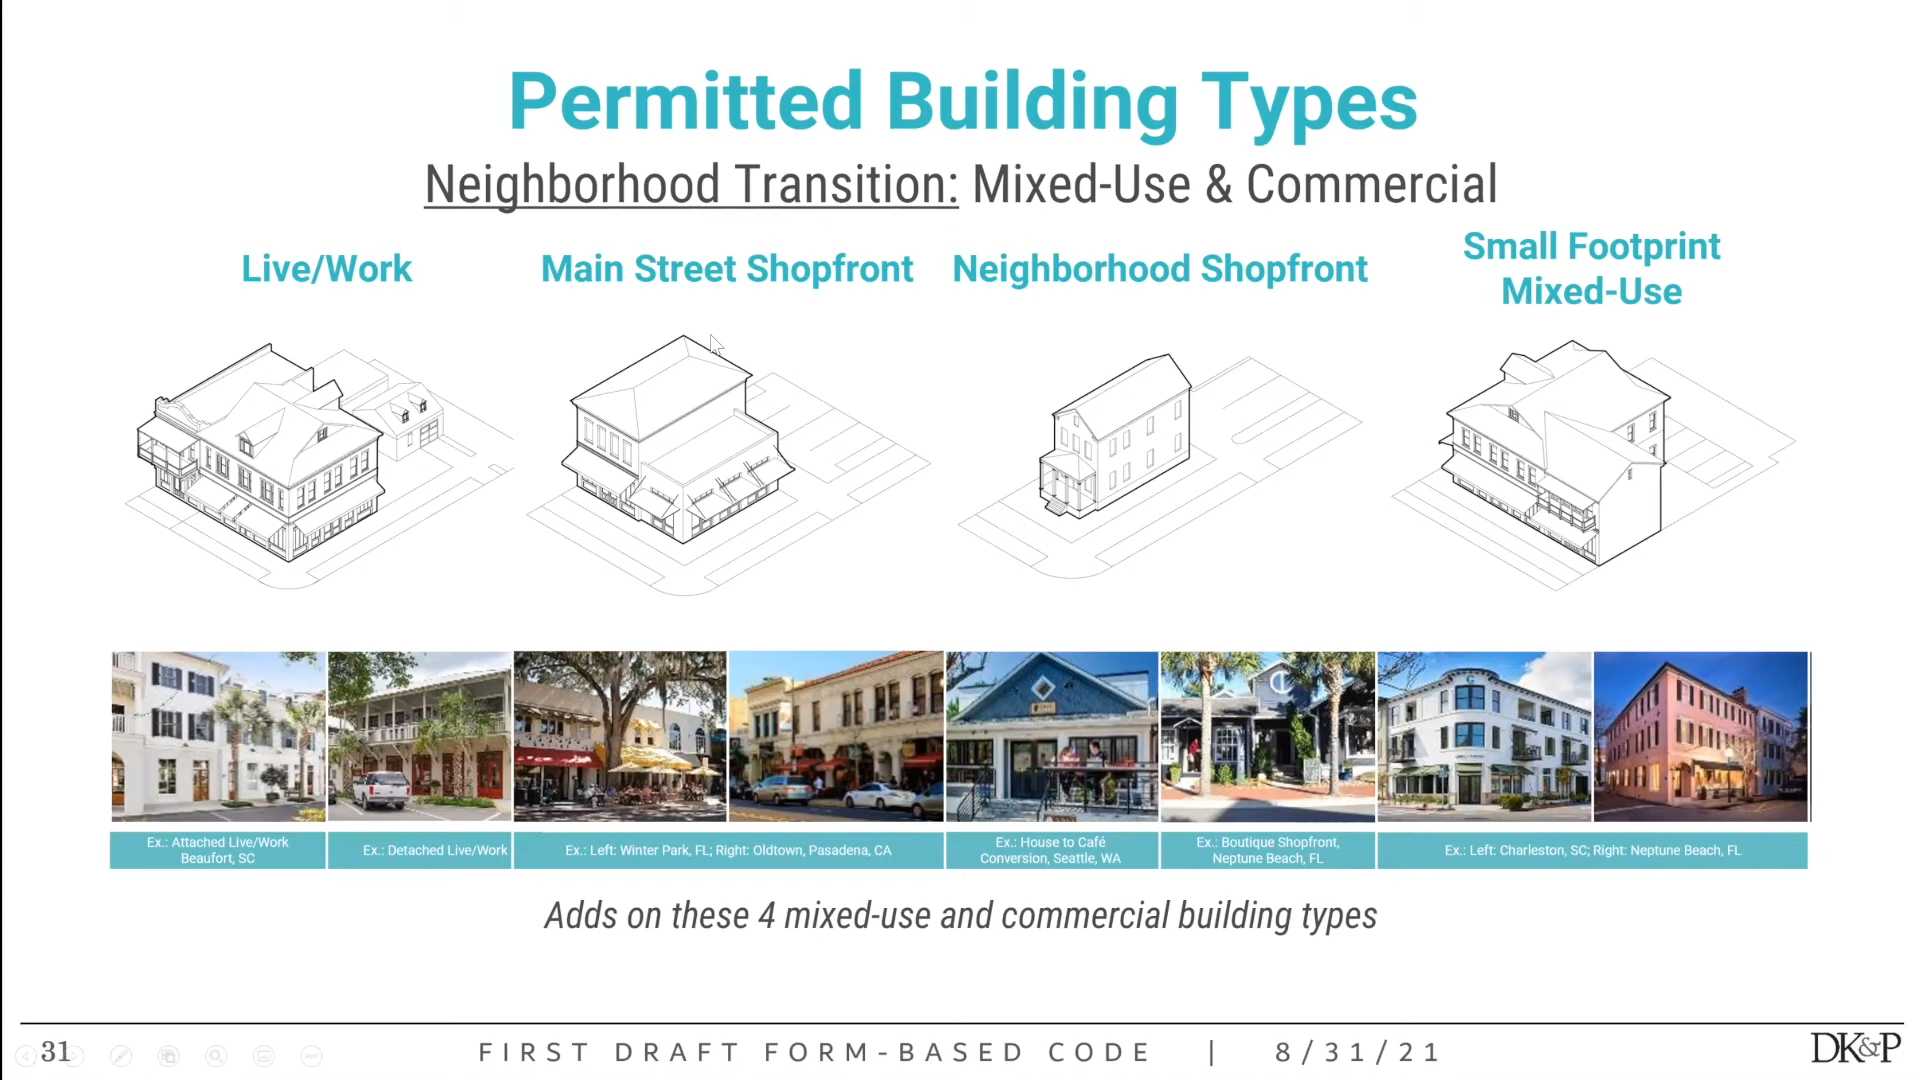 Permitted Building Types
Neighborhood Transition: Mixed-Use & Commercial
Live/Work
Main Street Shopfront
Neighborhood Shopfront
Small Footprint
Mixed-Use
Ex.: Attached Live/Work
Beaufort, SC
Ex.: Detached Live/Work
Ex.: Left: Winter Park, FL; Right: Oldtown, Pasadena, CA
Ex.: House to Café
Conversion, Seattle, WA
Ex.: Boutique Shopfront,
Neptune Beach, FL
Ex.: Left: Charleston, SC; Right: Neptune Beach, FL
Adds on these 4 mixed-use and commercial building types
31
FIRST DRAFT FORM-BASED CODE | 8/31/21
DK&P